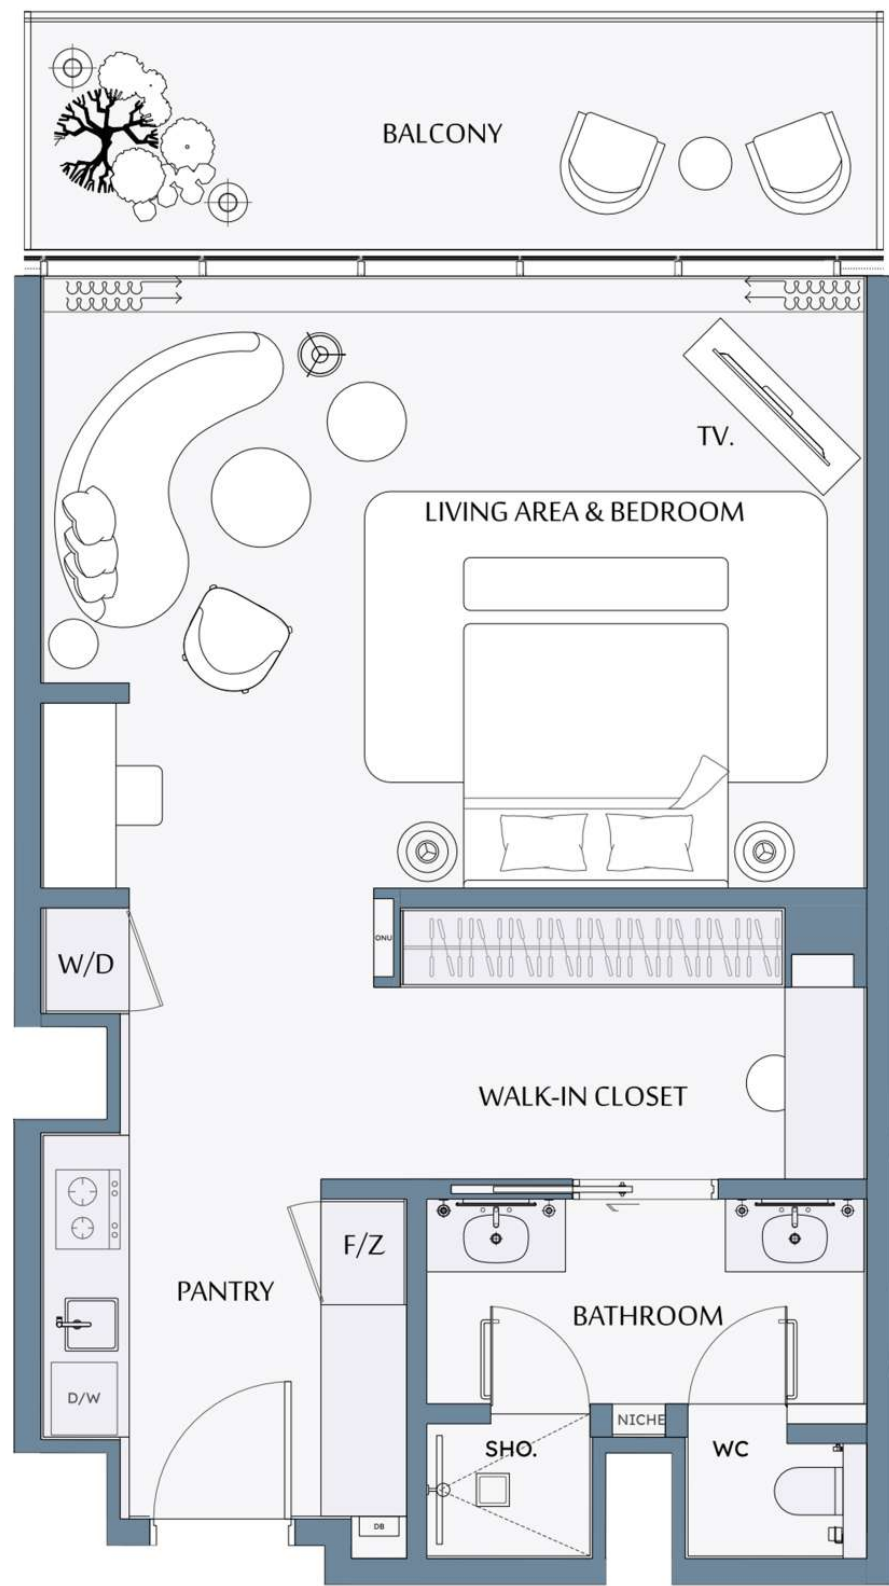 BALCONY
TV.
LIVING AREA & BEDROOM
ONU
W/D
WALK-IN CLOSET
F/Z
PANTRY
BATHROOM
D/W
NICHE
SHO.
WC
DB